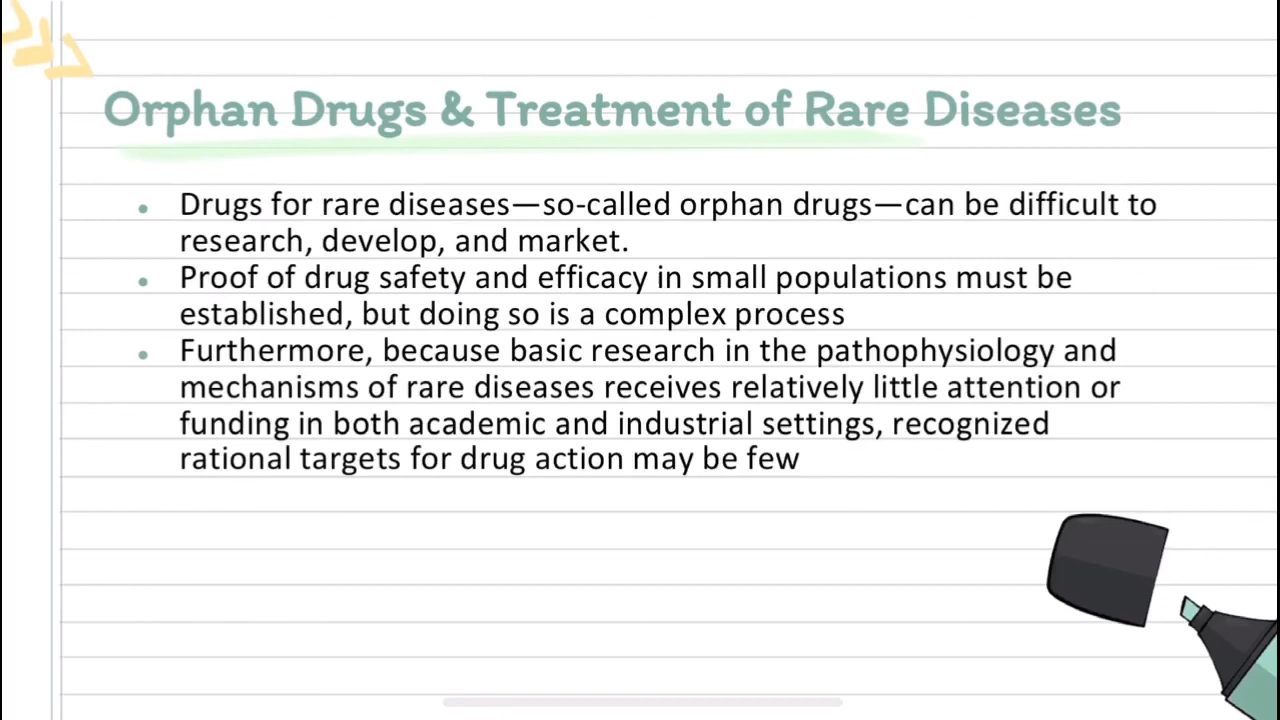 Orphan Drugs & Treatment of Rare Diseases
• Drugs for rare diseases—so-called orphan drugs—can be difficult to
research, develop, and market.
• Proof of drug safety and efficacy in small populations must be
established, but doing so is a complex process
• Furthermore, because basic research in the pathophysiology and
mechanisms of rare diseases receives relatively little attention or
funding in both academic and industrial settings, recognized
rational targets for drug action may be few